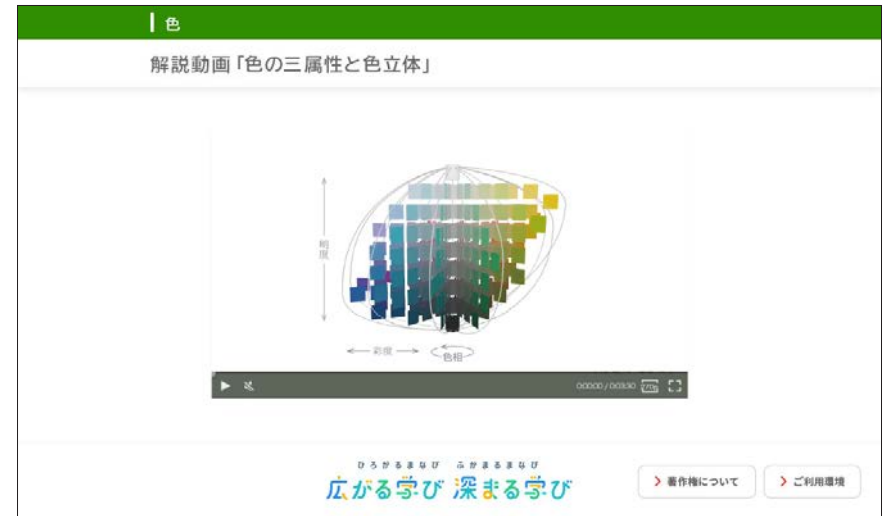 色
解説動画「色の三属性と色立体」
明度
彩度
色相
00:00:00 / 00:03:30
ひろがるまなび ふかまるまなび
広がる学び 深まる学び
著作権について
ご利用環境